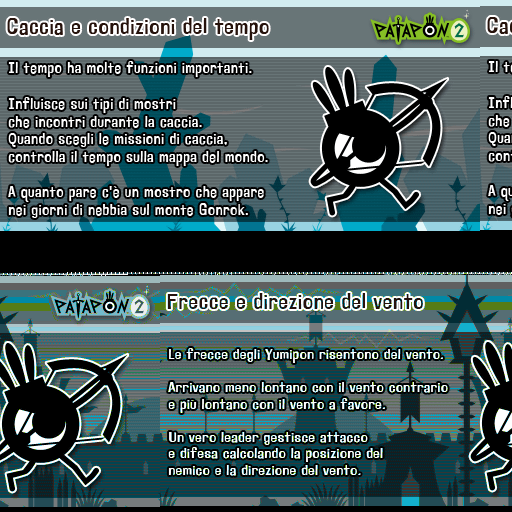 Caccia e condizioni del tempo
PATAPON 2
Il tempo ha molte funzioni importanti.
Influisce sui tipi di mostri
che incontri durante la caccia.
Quando scegli le missioni di caccia,
controlla il tempo sulla mappa del mondo.
A quanto pare c'è un mostro che appare
nei giorni di nebbia sul monte Gonrok.
PATAPON 2
Frecce e direzione del vento
Le frecce degli Yumipon risentono del vento.
Arrivano meno lontano con il vento contrario
e più lontano con il vento a favore.
Un vero leader gestisce attacco
e difesa calcolando la posizione del
nemico e la direzione del vento.